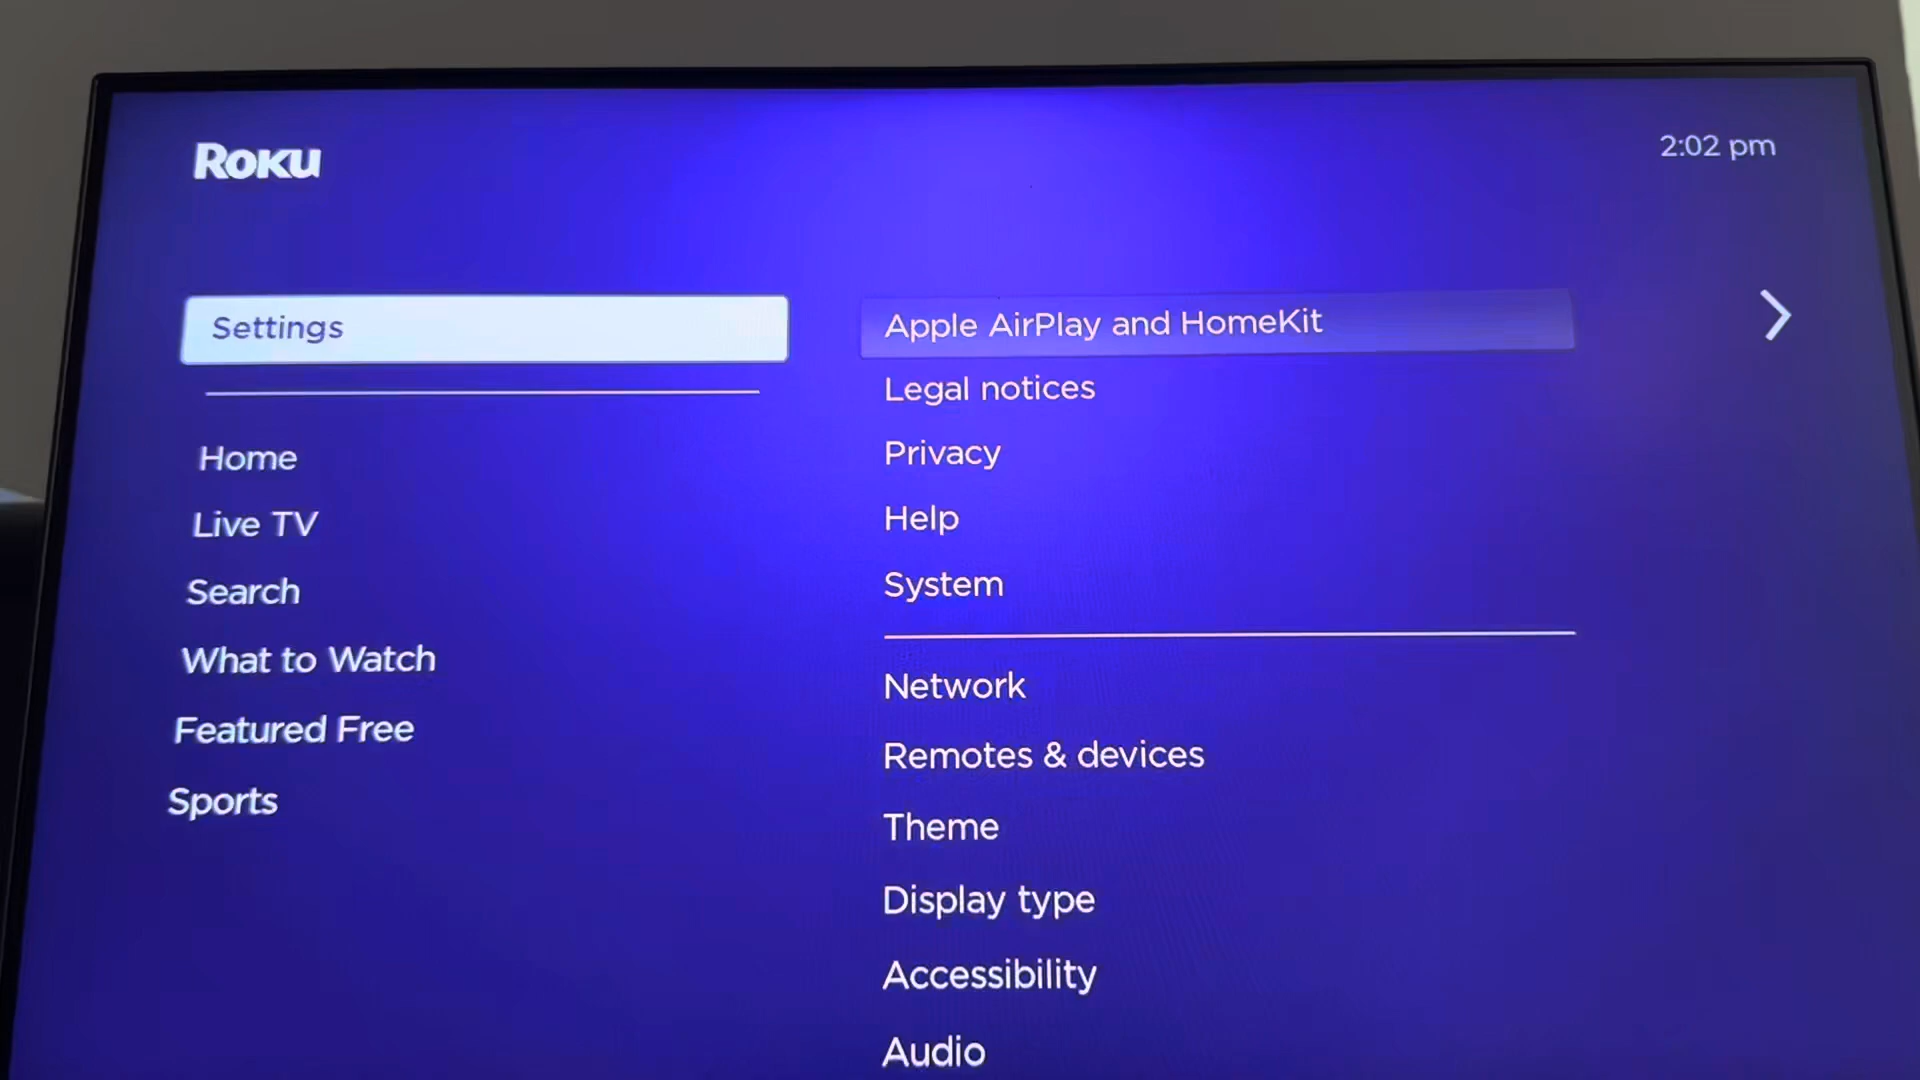 Roku
2:02 pm
Settings
Home
Live TV
Search
What to Watch
Featured Free
Sports
Apple AirPlay and HomeKit
Legal notices
Privacy
Help
System
Network
Remotes & devices
Theme
Display type
Accessibility
Audio